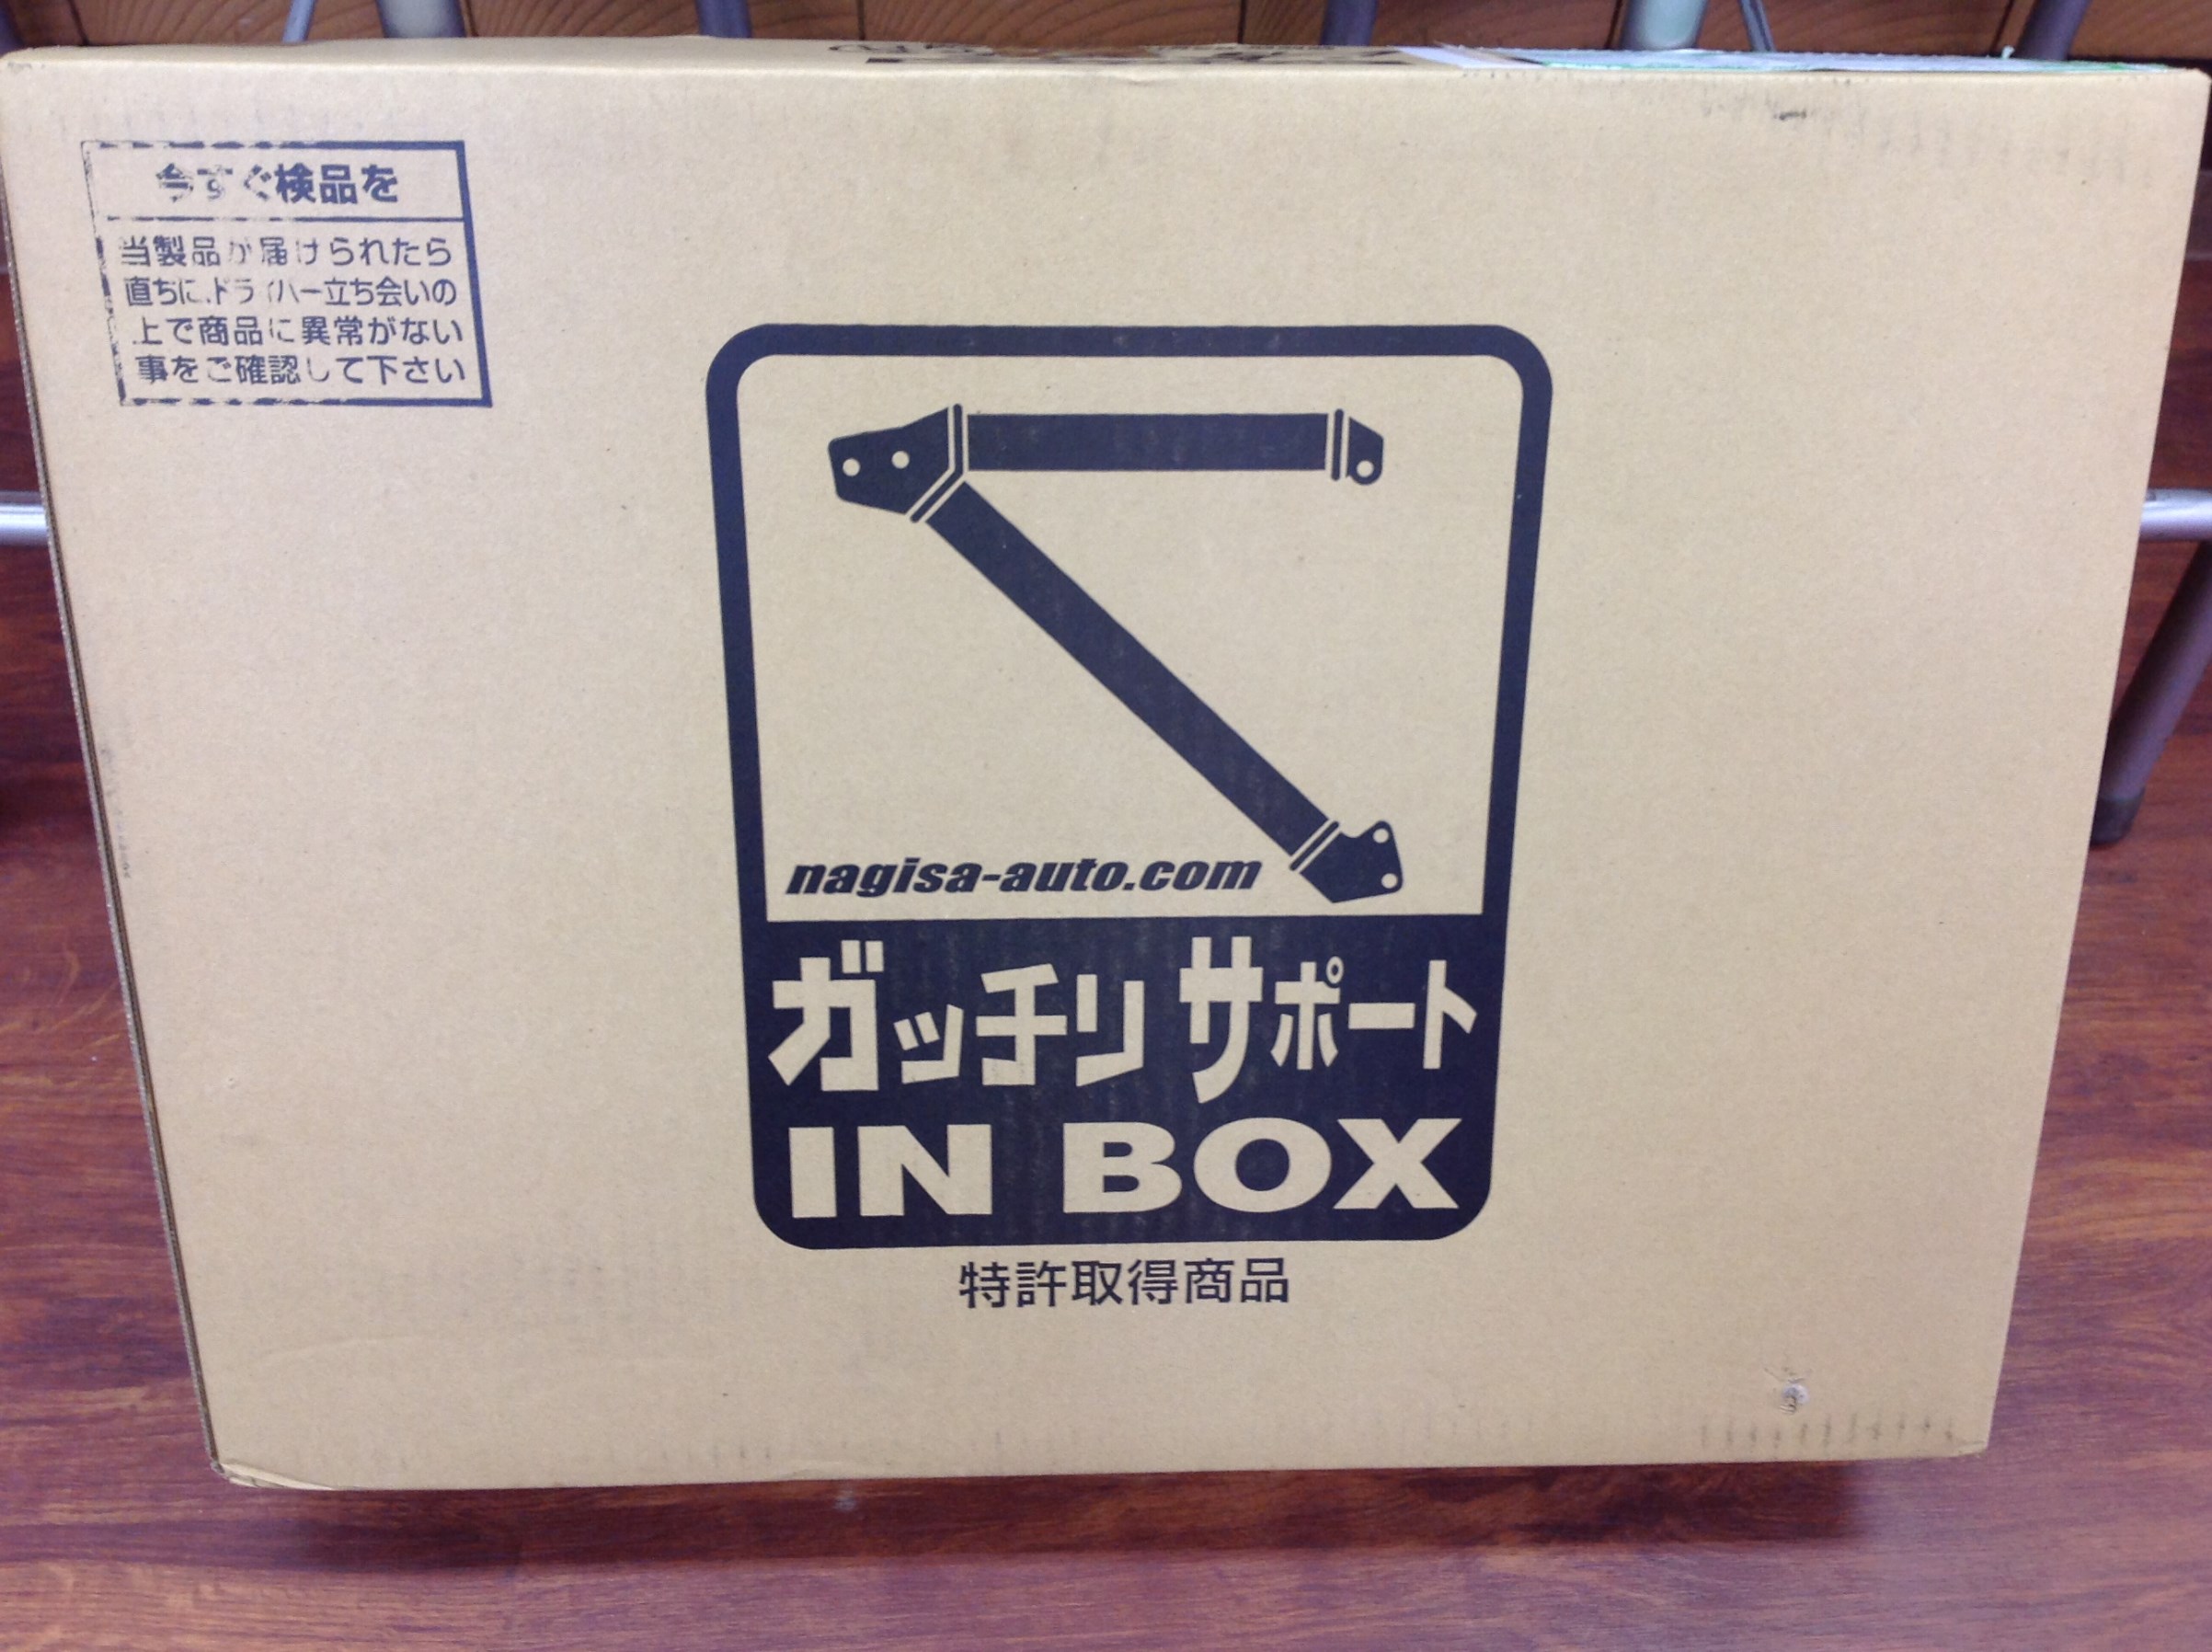 今すぐ検品を
当製品が届けられたら
直ちに、ドライバー立ち会いの
上で商品に異常がない
事をご確認して下さい
nagisa-auto.com
ガッチリサポート
IN BOX
特許取得商品